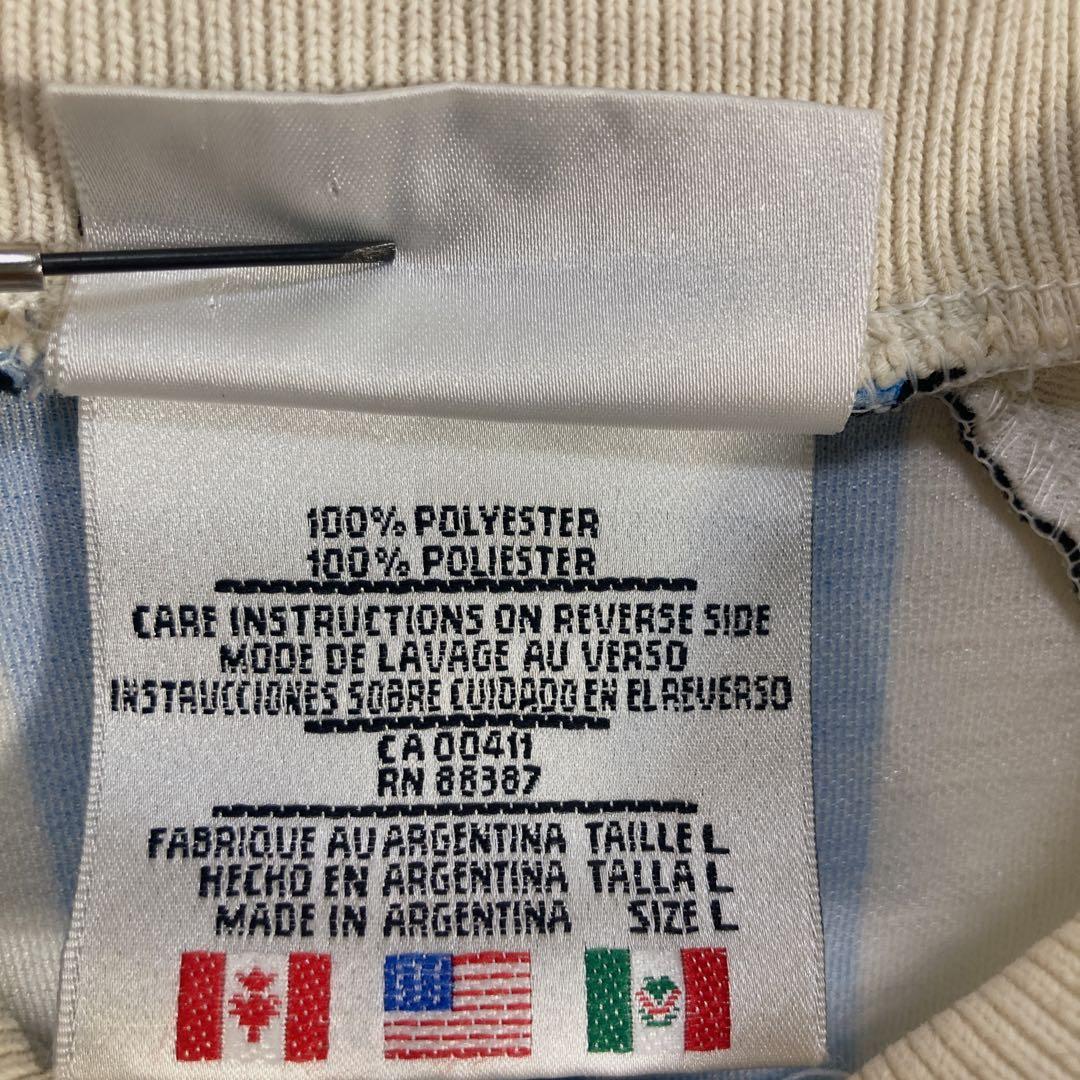 100% POLYESTER
100% POLIESTER
CARE INSTRUCTIONS ON REVERSE SIDE
MODE DE LAVAGE AU VERSO
INSTRUCCIONES SOBRE CUIDADO EN EL REVERSO
CA 00411
RN 88387
FABRIQUE AU ARGENTINA TAILLE L
HECHO EN ARGENTINA TALLA L
MADE IN ARGENTINA SIZE L